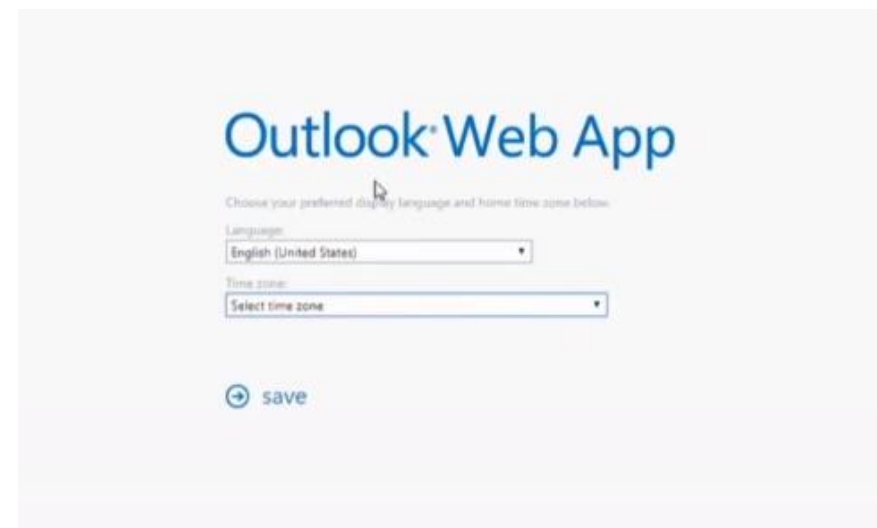 Outlook® Web App
Choose your preferred display language and home time zone below.
Language:
English (United States)
Time zone:
Select time zone
save